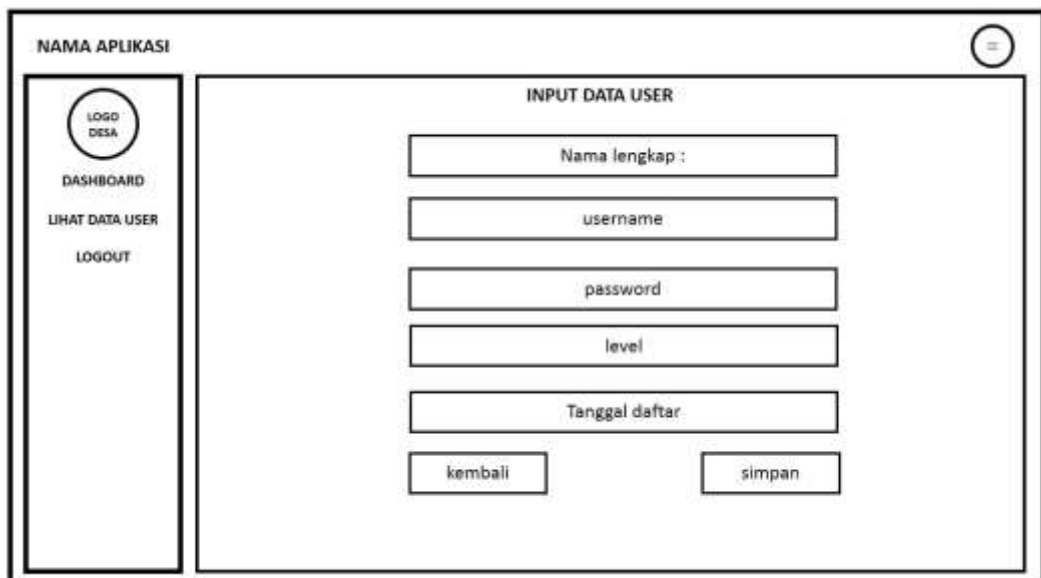 NAMA APLIKASI
=
LOGO
DESA
DASHBOARD
LIHAT DATA USER
LOGOUT
INPUT DATA USER
Nama lengkap :
username
password
level
Tanggal daftar
kembali
simpan